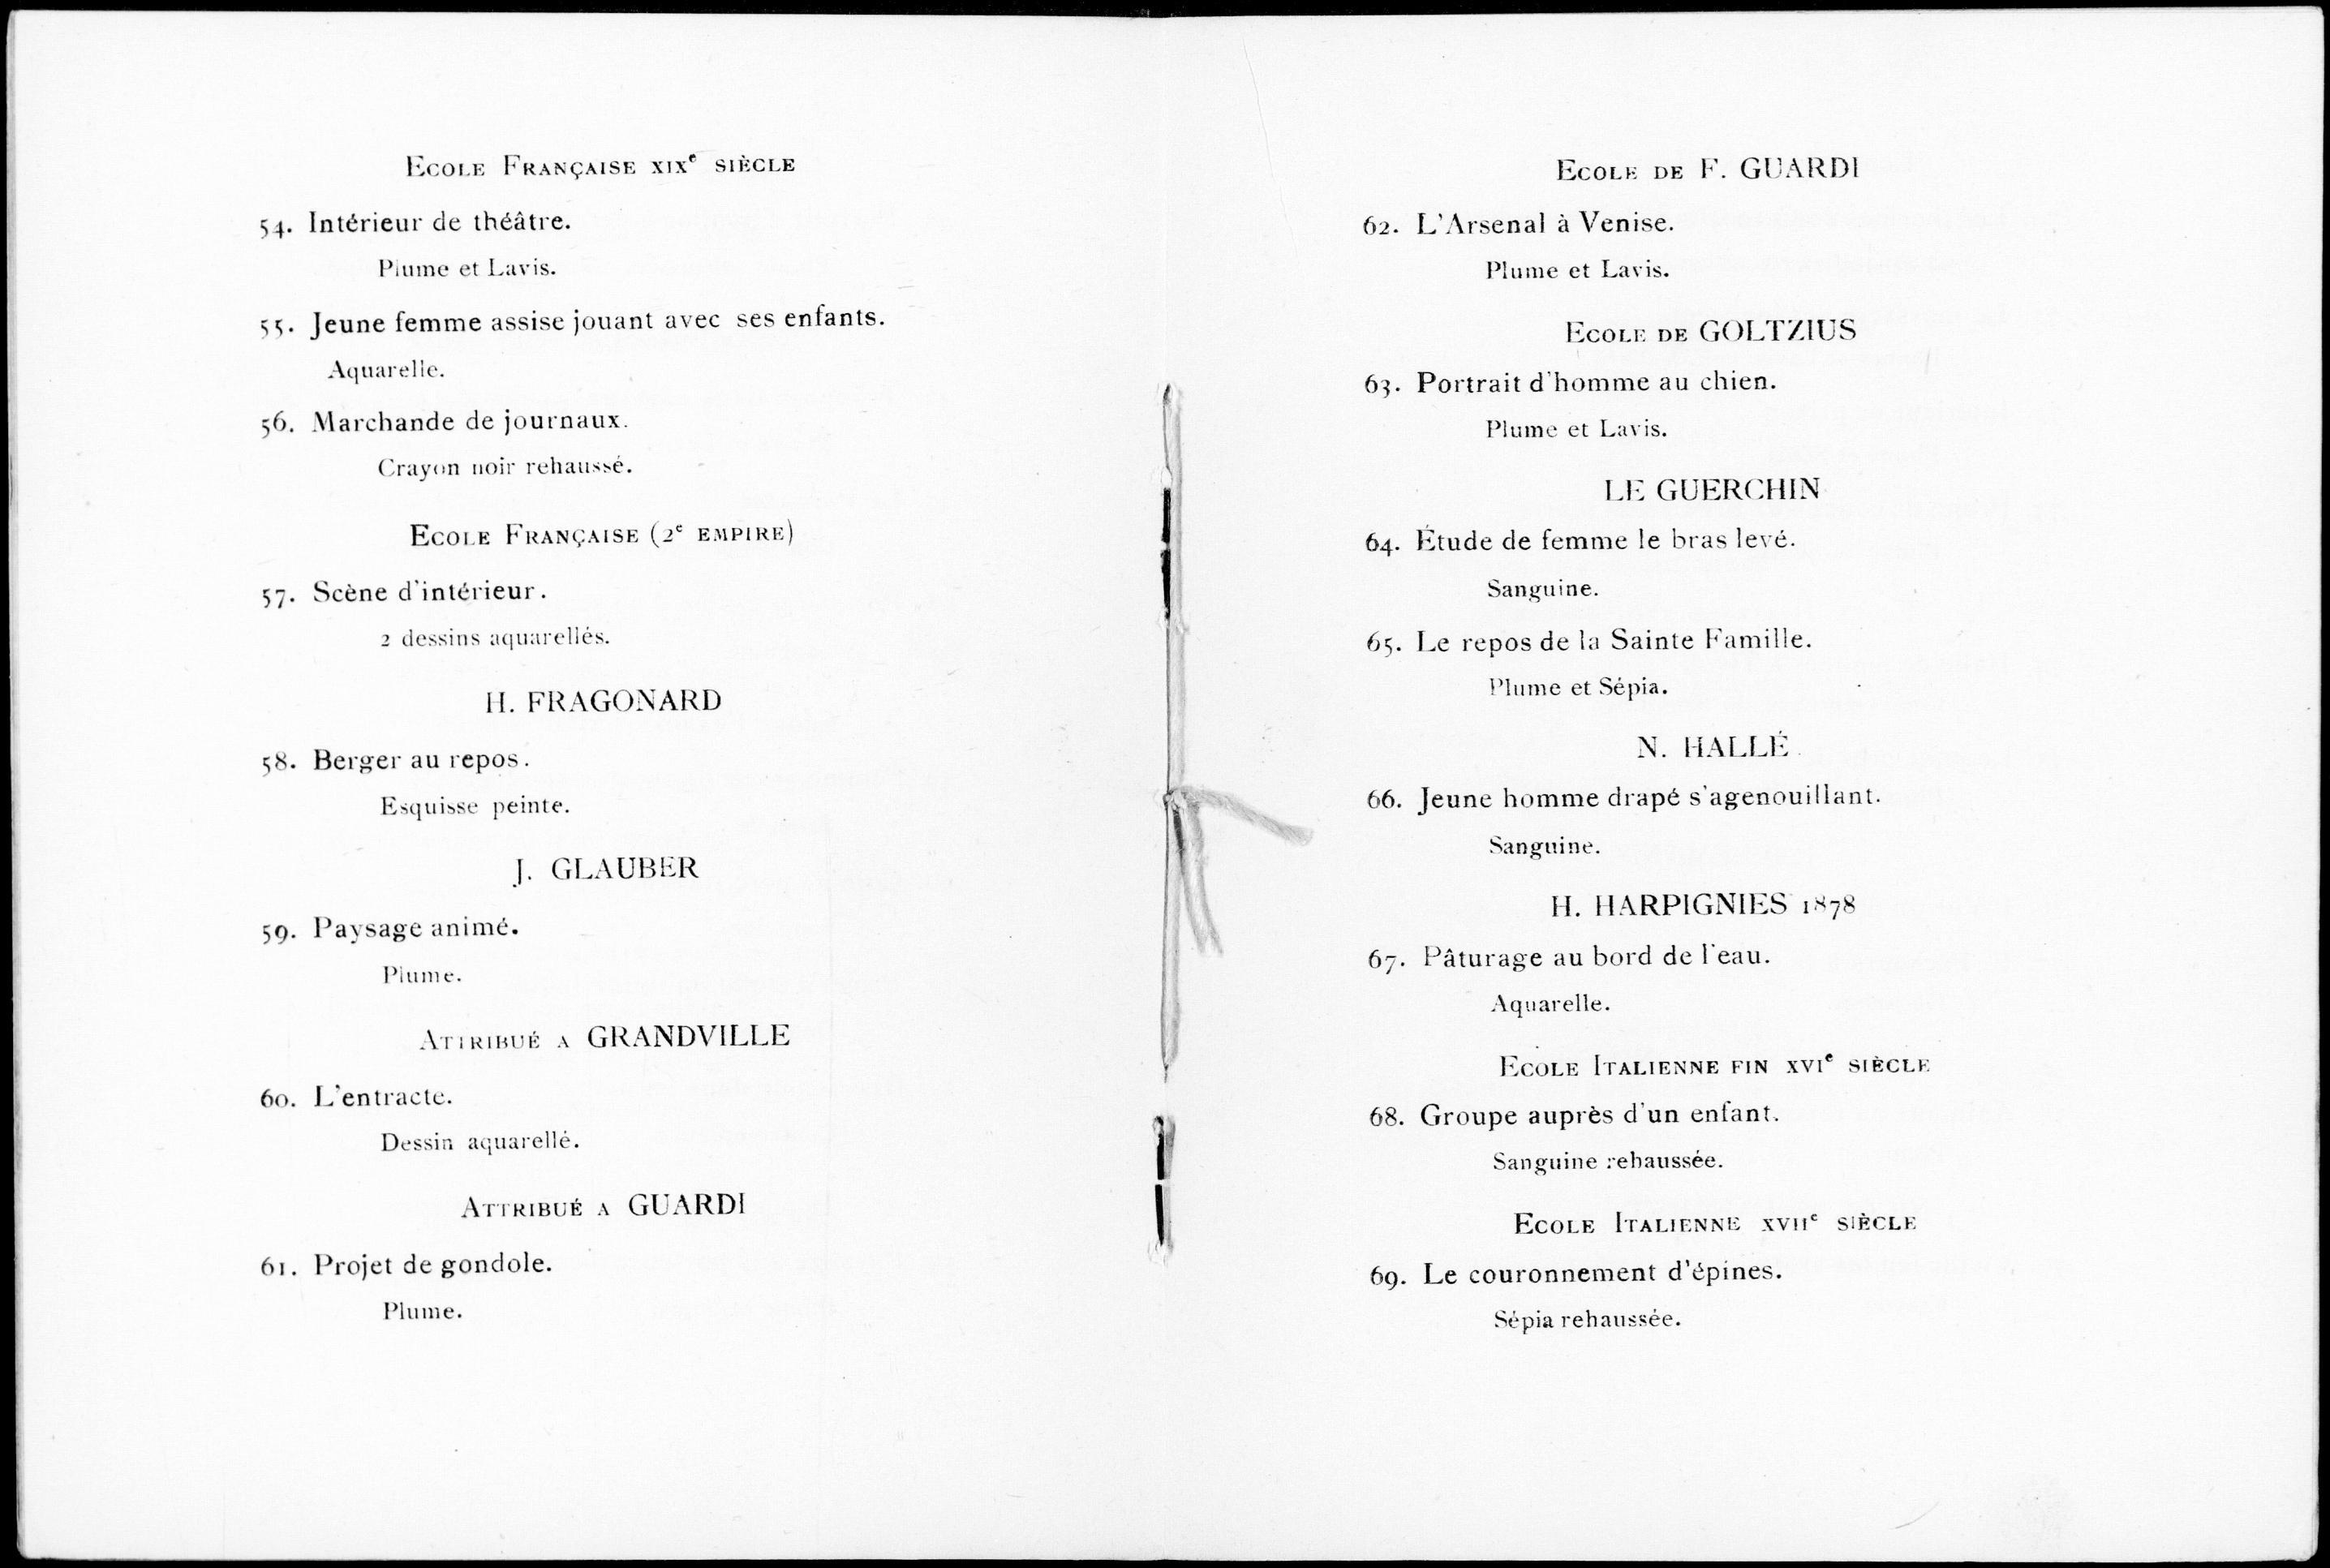 Ecole Française XIXe siècle
54. Intérieur de théâtre.
Plume et Lavis.
55. Jeune femme assise jouant avec ses enfants.
Aquarelle.
56. Marchande de journaux.
Crayon noir rehaussé.
Ecole Française (2e empire)
57. Scène d'intérieur.
2 dessins aquarellés.
H. FRAGONARD
58. Berger au repos.
Esquisse peinte.
J. GLAUBER
59. Paysage animé.
Plume.
Attribué a GRANDVILLE
60. L'entracte.
Dessin aquarellé.
Attribué a GUARDI
61. Projet de gondole.
Plume.
Ecole de F. GUARDI
62. L'Arsenal à Venise.
Plume et Lavis.
Ecole de GOLTZIUS
63. Portrait d'homme au chien.
Plume et Lavis.
LE GUERCHIN
64. Étude de femme le bras levé.
Sanguine.
65. Le repos de la Sainte Famille.
Plume et Sépia.
N. HALLÉ
66. Jeune homme drapé s'agenouillant.
Sanguine.
H. HARPIGNIES 1878
67. Pâturage au bord de l'eau.
Aquarelle.
Ecole Italienne fin XVIe siècle
68. Groupe auprès d'un enfant.
Sanguine rehaussée.
Ecole Italienne XVIIe siècle
69. Le couronnement d'épines.
Sépia rehaussée.